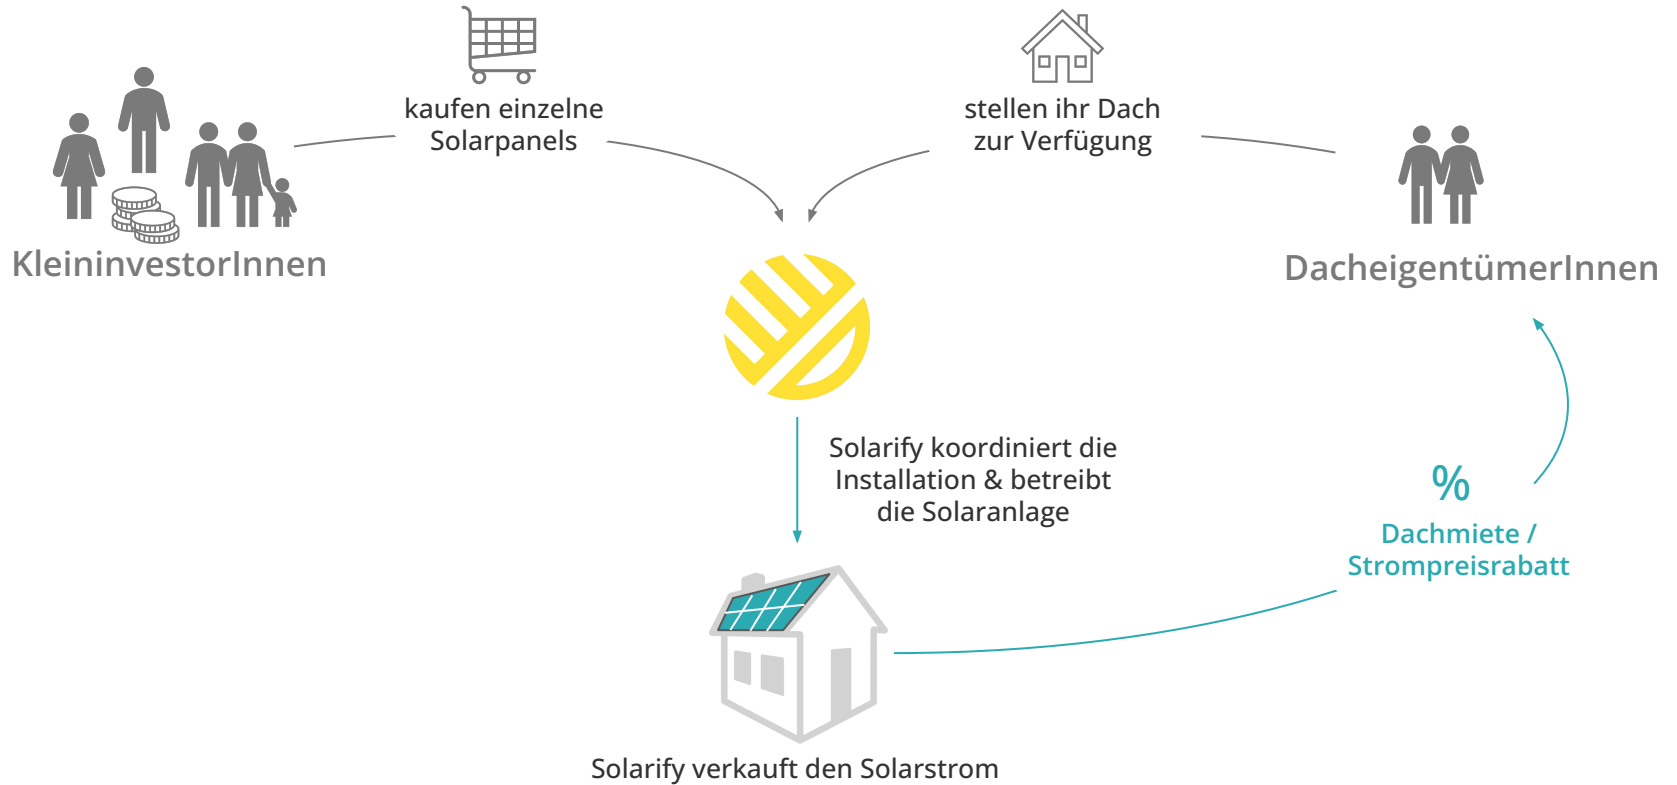 kaufen einzelne
Solarpanels
stellen ihr Dach
zur Verfügung
KleininvestorInnen
DacheigentümerInnen
Solarify koordiniert die
Installation & betreibt
die Solaranlage
%
Dachmiete /
Strompreisrabatt
Solarify verkauft den Solarstrom